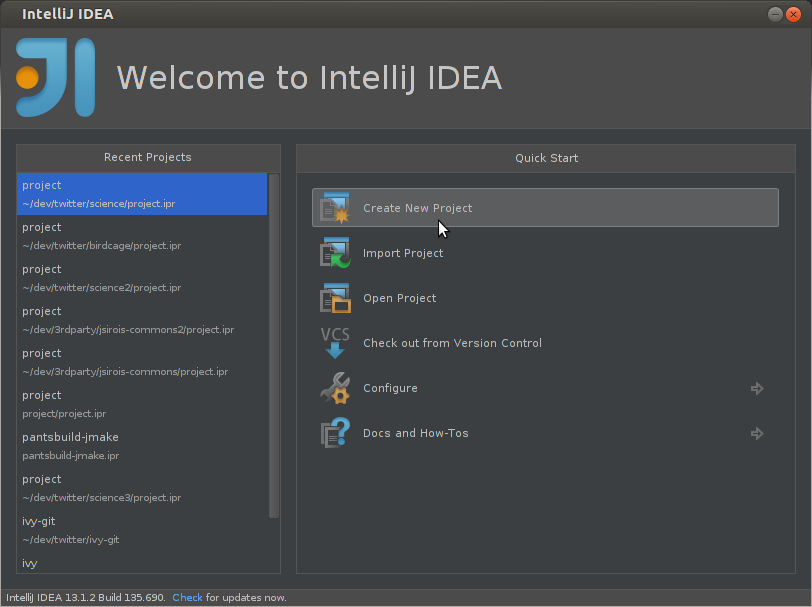 IntelliJ IDEA
Welcome to IntelliJ IDEA
Recent Projects
project
~/dev/twitter/science/project.ipr
project
~/dev/twitter/birdcage/project.ipr
project
~/dev/twitter/science2/project.ipr
project
~/dev/3rdparty/jsirois-commons2/project.ipr
project
~/dev/3rdparty/jsirois-commons/project.ipr
project
project/project.ipr
pantsbuild-jmake
pantsbuild-jmake.ipr
project
~/dev/twitter/science3/project.ipr
ivy-git
~/dev/twitter/ivy-git
ivy
Quick Start
Create New Project
Import Project
Open Project
VCS
Check out from Version Control
Configure
Docs and How-Tos
IntelliJ IDEA 13.1.2 Build 135.690. Check for updates now.